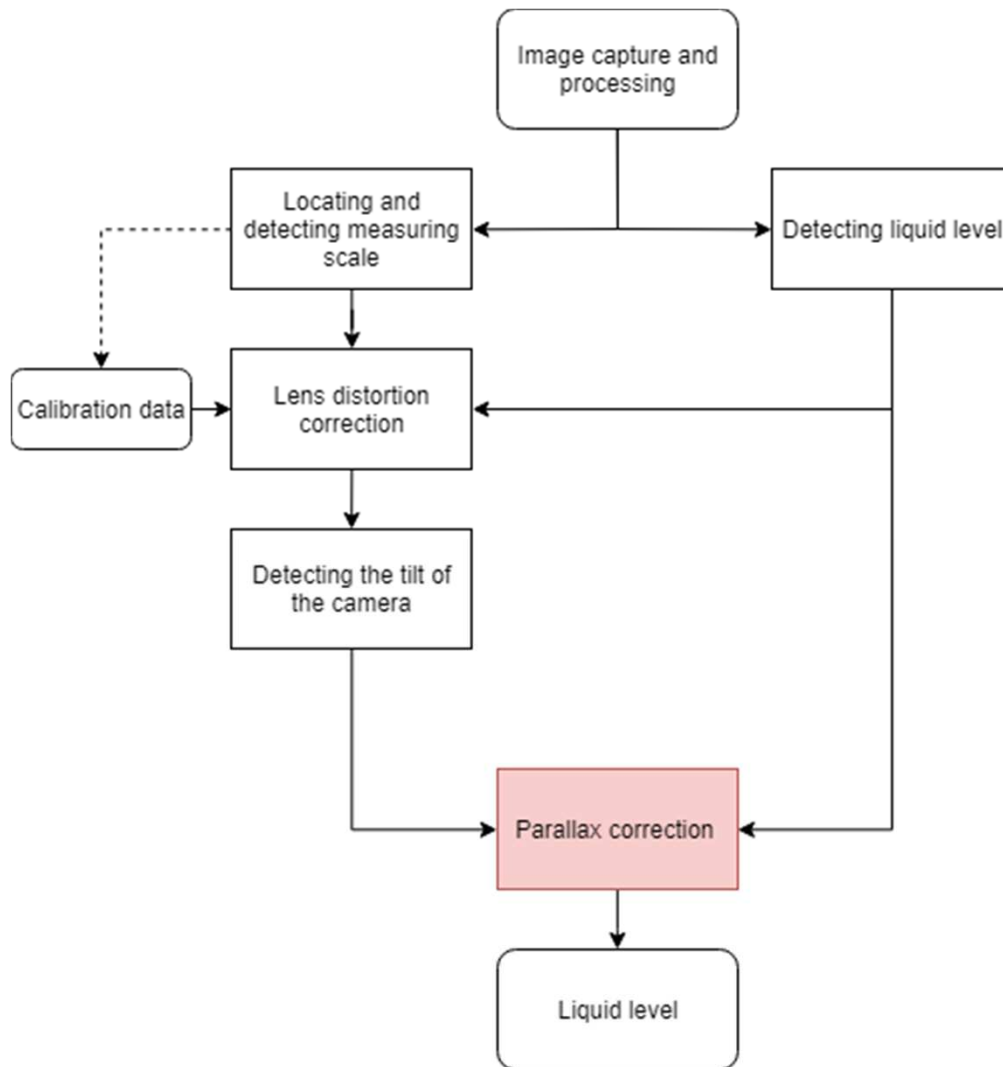 Image capture and
processing
Locating and
detecting measuring
scale
Detecting liquid level
Calibration data
Lens distortion
correction
Detecting the tilt of
the camera
Parallax correction
Liquid level